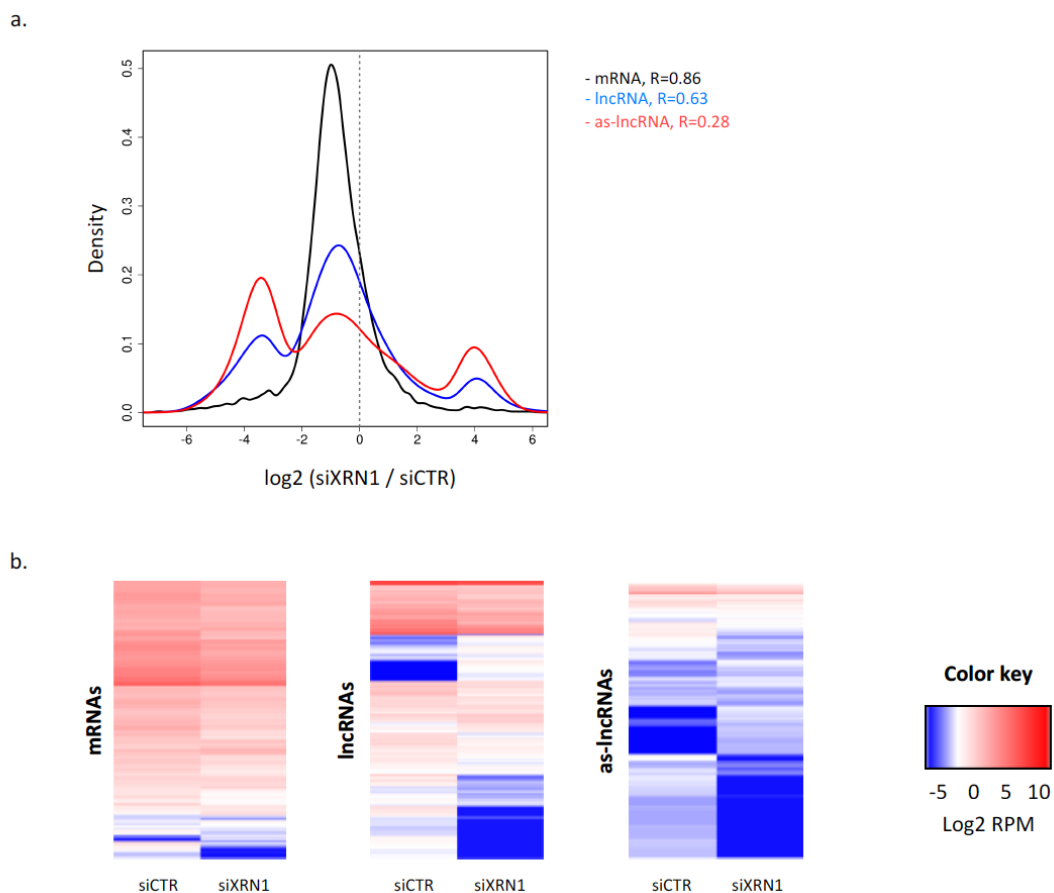 a.
0.5
0.4
0.3
0.2
0.1
0.0
Density
-6
-4
-2
0
2
4
6
log2 (siXRN1 / siCTR)
- mRNA, R=0.86
- lncRNA, R=0.63
- as-lncRNA, R=0.28
b.
mRNAs
siCTR
siXRN1
lncRNAs
siCTR
siXRN1
as-lncRNAs
siCTR
siXRN1
Color key
-5 0 5 10
Log2 RPM